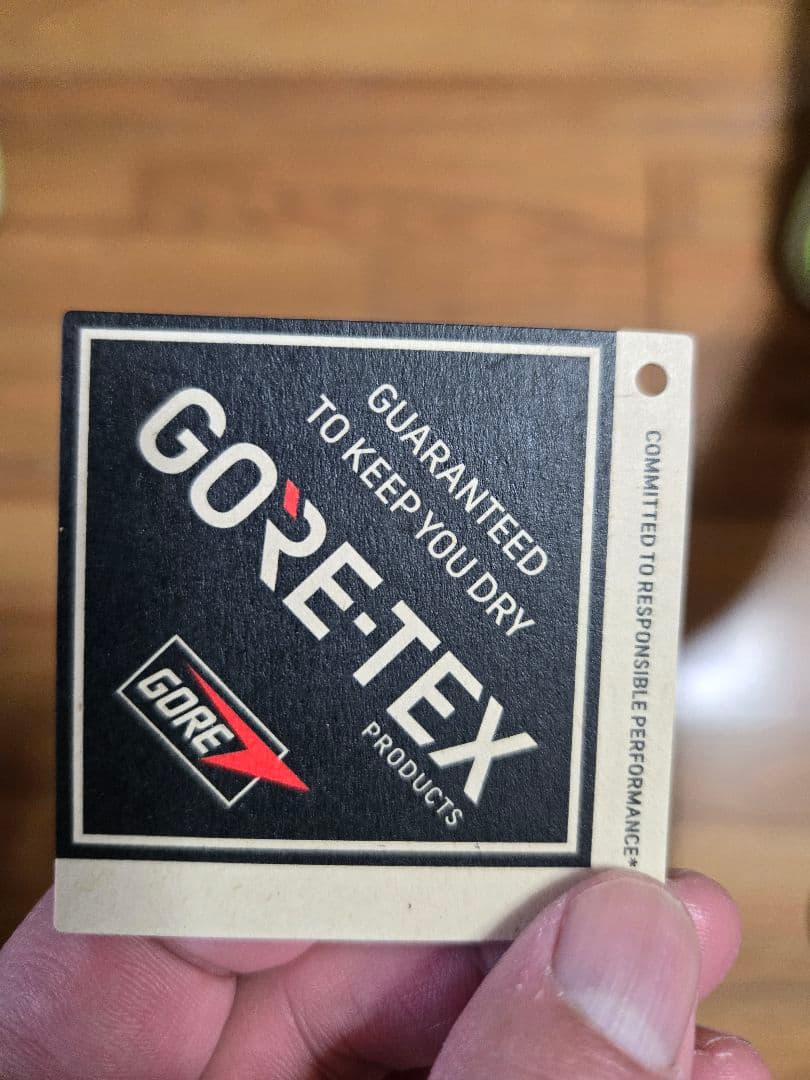 GUARANTEED
TO KEEP YOU DRY
GORE-TEX
PRODUCTS
GORE
COMMITTED TO RESPONSIBLE PERFORMANCE*